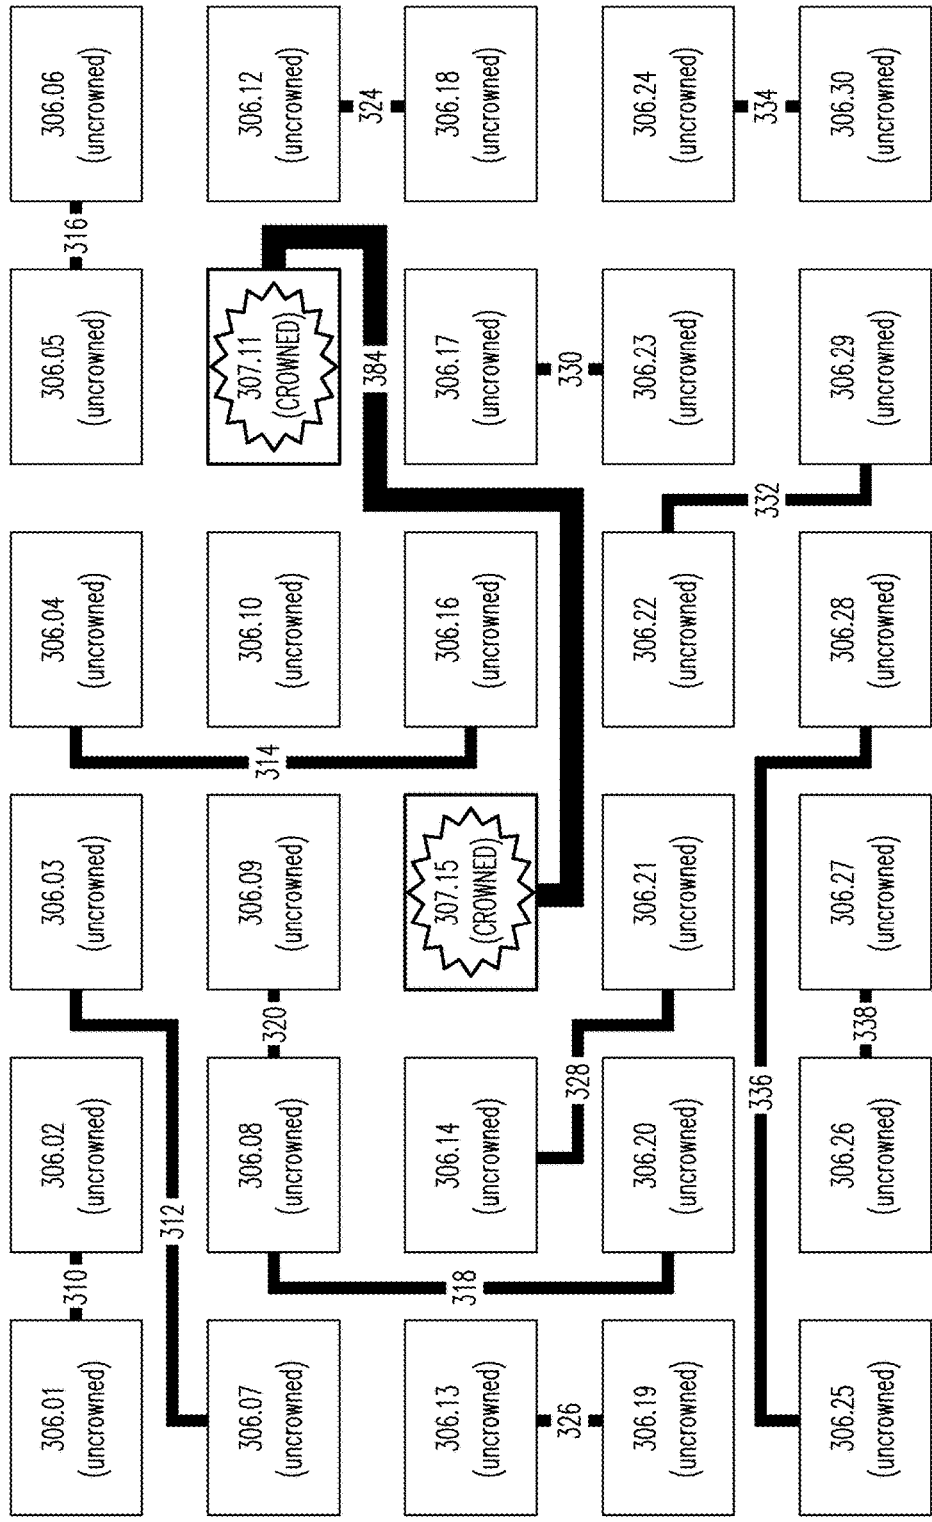 306.01
(uncrowned)
310
306.02
(uncrowned)
306.03
(uncrowned)
306.04
(uncrowned)
306.05
(uncrowned)
316
306.06
(uncrowned)
312
306.07
(uncrowned)
306.08
(uncrowned)
320
306.09
(uncrowned)
314
306.10
(uncrowned)
307.11
(CROWNED)
306.12
(uncrowned)
384
324
306.13
(uncrowned)
318
306.14
(uncrowned)
307.15
(CROWNED)
306.16
(uncrowned)
306.17
(uncrowned)
306.18
(uncrowned)
326
328
330
306.19
(uncrowned)
306.20
(uncrowned)
306.21
(uncrowned)
306.22
(uncrowned)
306.23
(uncrowned)
306.24
(uncrowned)
336
332
334
306.25
(uncrowned)
306.26
(uncrowned)
338
306.27
(uncrowned)
306.28
(uncrowned)
306.29
(uncrowned)
306.30
(uncrowned)